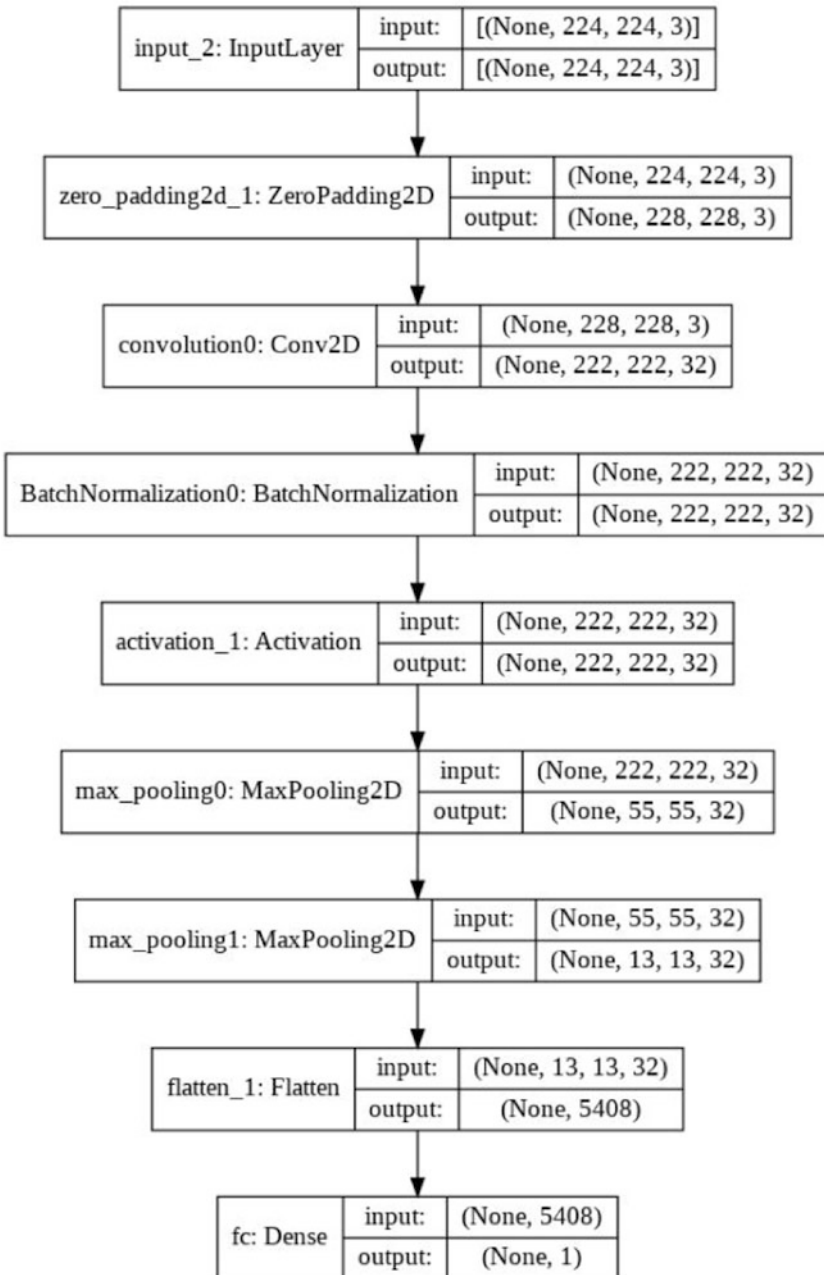 input_2: InputLayer
input: [(None, 224, 224, 3)]
output: [(None, 224, 224, 3)]
zero_padding2d_1: ZeroPadding2D
input: (None, 224, 224, 3)
output: (None, 228, 228, 3)
convolution0: Conv2D
input: (None, 228, 228, 3)
output: (None, 222, 222, 32)
BatchNormalization0: BatchNormalization
input: (None, 222, 222, 32)
output: (None, 222, 222, 32)
activation_1: Activation
input: (None, 222, 222, 32)
output: (None, 222, 222, 32)
max_pooling0: MaxPooling2D
input: (None, 222, 222, 32)
output: (None, 55, 55, 32)
max_pooling1: MaxPooling2D
input: (None, 55, 55, 32)
output: (None, 13, 13, 32)
flatten_1: Flatten
input: (None, 13, 13, 32)
output: (None, 5408)
fc: Dense
input: (None, 5408)
output: (None, 1)